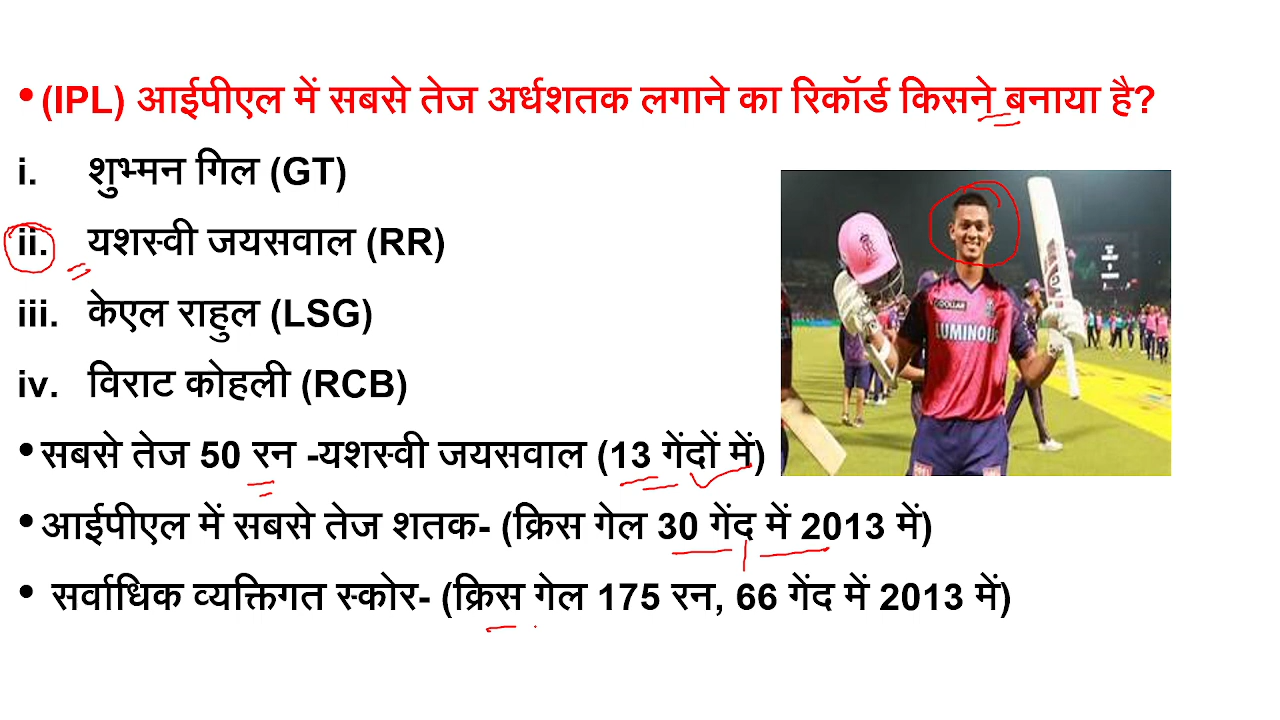 •(IPL) आईपीएल में सबसे तेज अर्धशतक लगाने का रिकॉर्ड किसने बनाया है?
i. शुभ्मन गिल (GT)
ii. यशस्वी जयसवाल (RR)
iii. केएल राहुल (LSG)
iv. विराट कोहली (RCB)
•सबसे तेज 50 रन -यशस्वी जयसवाल (13 गेंदों में)
•आईपीएल में सबसे तेज शतक- (क्रिस गेल 30 गेंद में 2013 में)
• सर्वाधिक व्यक्तिगत स्कोर- (क्रिस गेल 175 रन, 66 गेंद में 2013 में)
DOLLAR
LUMINOUS